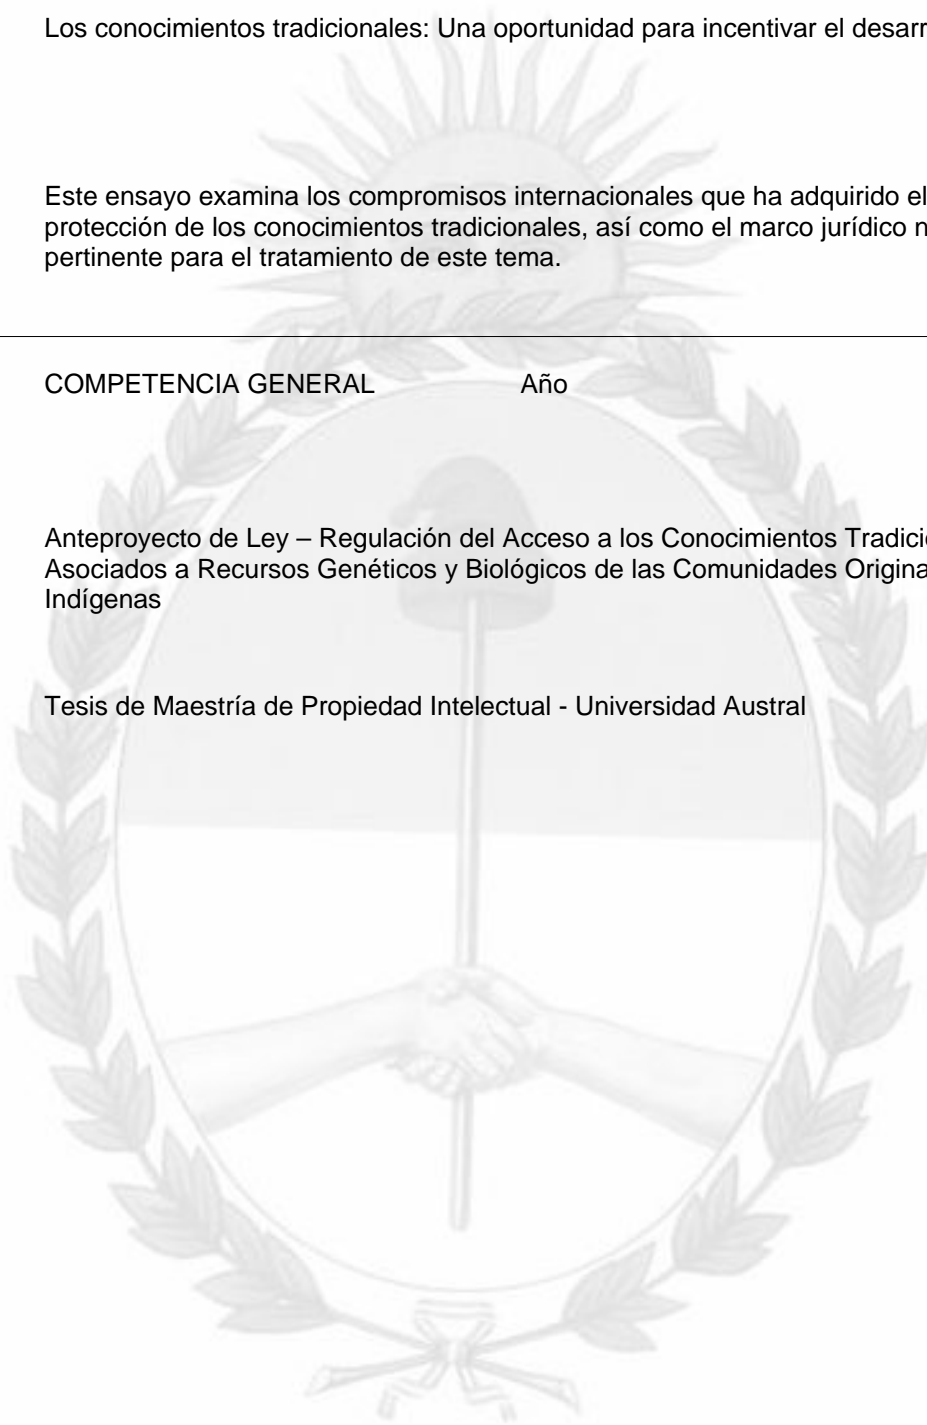 Los conocimientos tradicionales: Una oportunidad para incentivar el desarr
Este ensayo examina los compromisos internacionales que ha adquirido el
protección de los conocimientos tradicionales, así como el marco jurídico n
pertinente para el tratamiento de este tema.
COMPETENCIA GENERAL Año
Anteproyecto de Ley – Regulación del Acceso a los Conocimientos Tradici
Asociados a Recursos Genéticos y Biológicos de las Comunidades Origina
Indígenas
Tesis de Maestría de Propiedad Intelectual - Universidad Austral